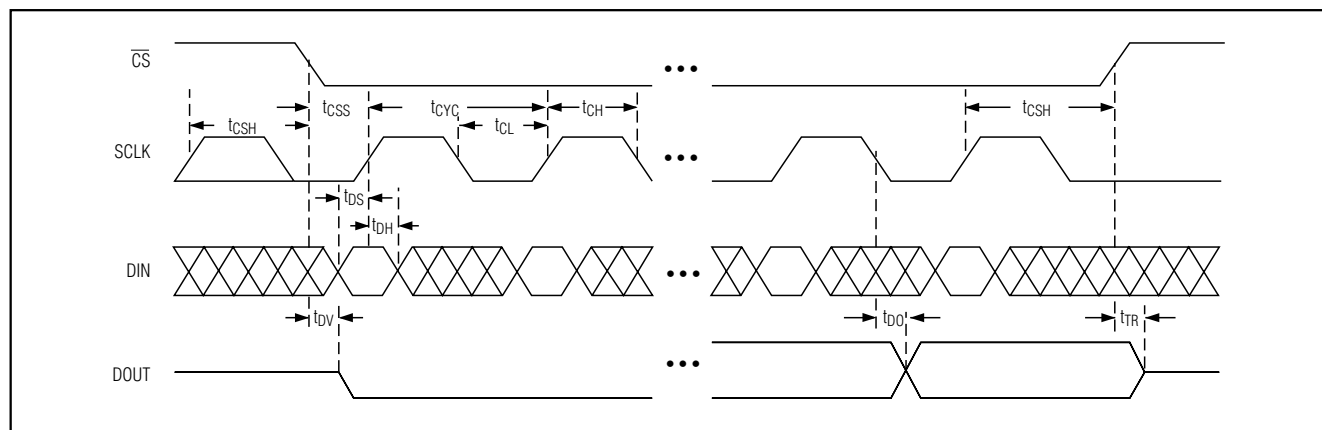 CS
tCSS
tCYC
tCH
tCSH
tCL
tCSH
SCLK
tDS
tDH
DIN
tDV
tDO
tTR
DOUT